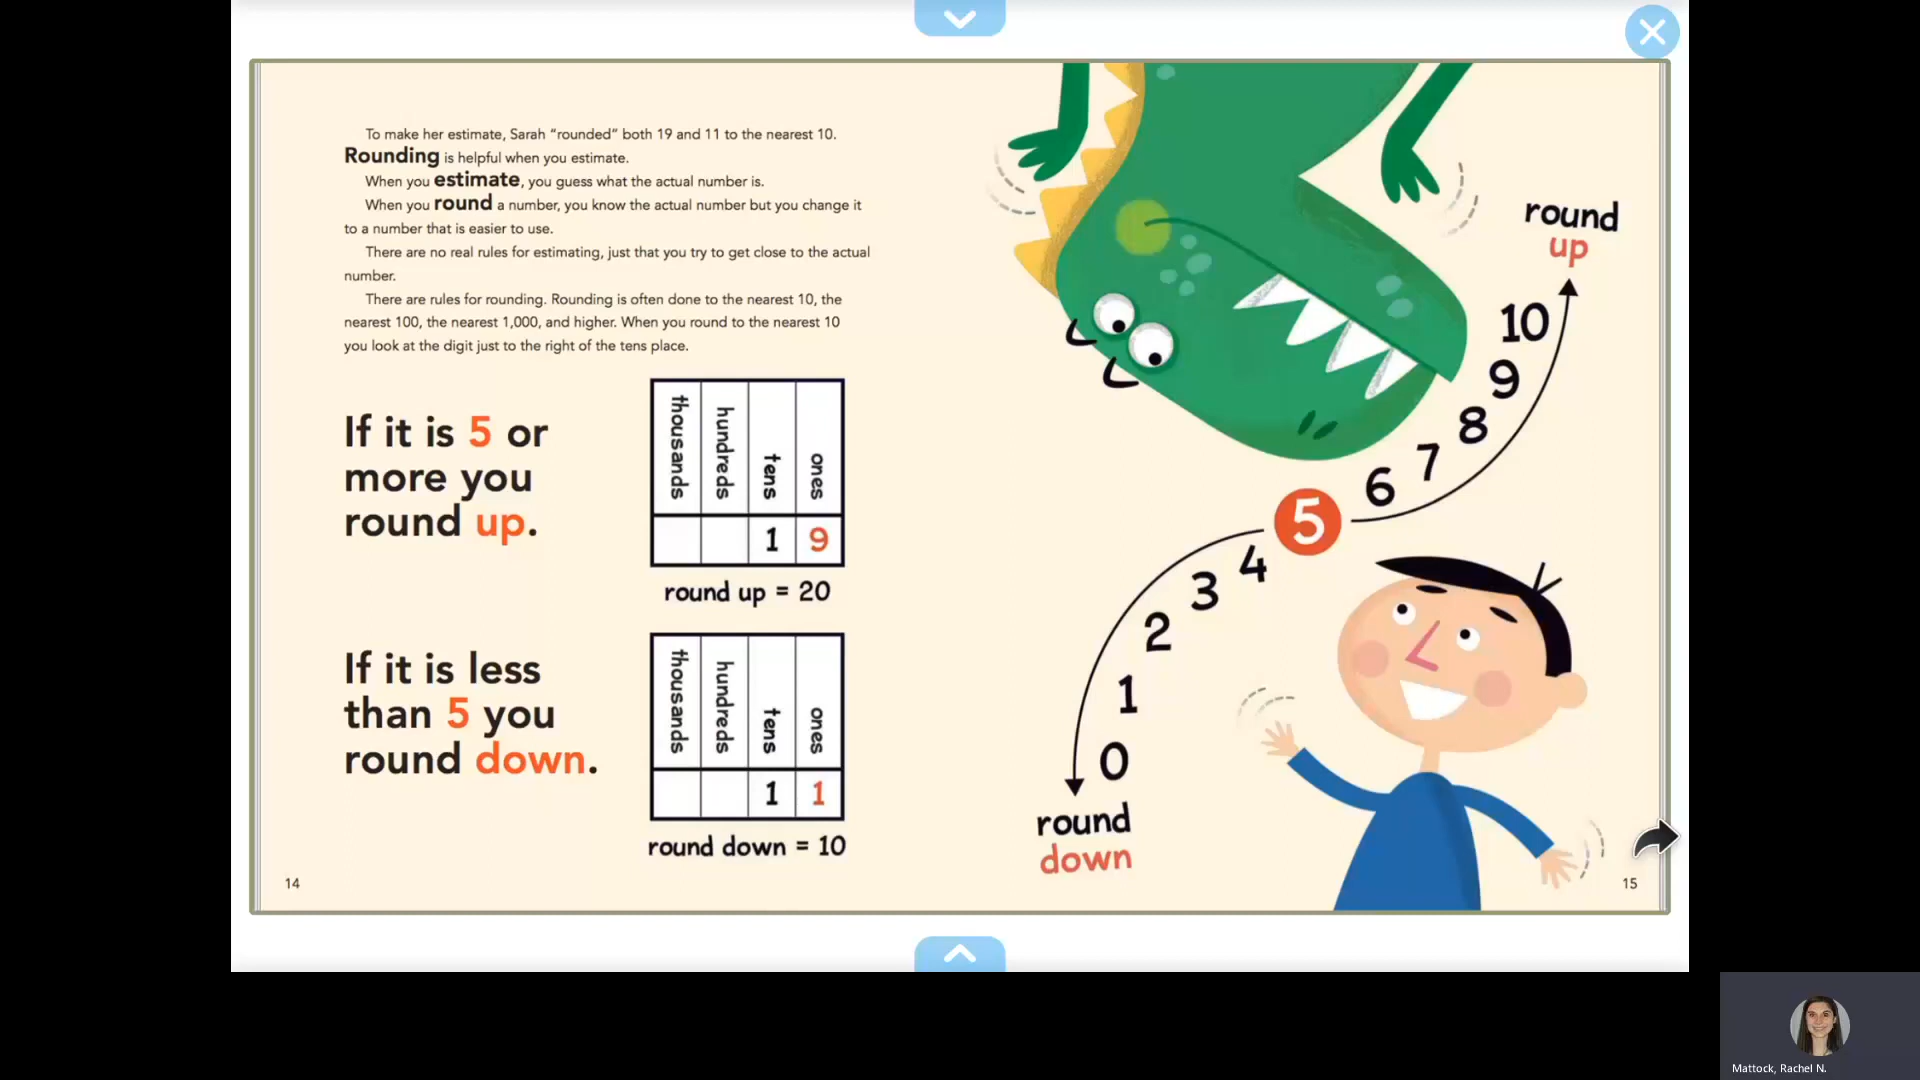 To make her estimate, Sarah “rounded” both 19 and 11 to the nearest 10.
Rounding is helpful when you estimate.
When you estimate, you guess what the actual number is.
When you round a number, you know the actual number but you change it
to a number that is easier to use.
There are no real rules for estimating, just that you try to get close to the actual
number.
There are rules for rounding. Rounding is often done to the nearest 10, the
nearest 100, the nearest 1,000, and higher. When you round to the nearest 10
you look at the digit just to the right of the tens place.
If it is 5 or
more you
round up.
thousands hundreds tens ones
1 9
round up = 20
If it is less
than 5 you
round down.
thousands hundreds tens ones
1 1
round down = 10
14
round
up
10
9
8
7
6
5
4
3
2
1
0
round
down
15
Mattock, Rachel N.